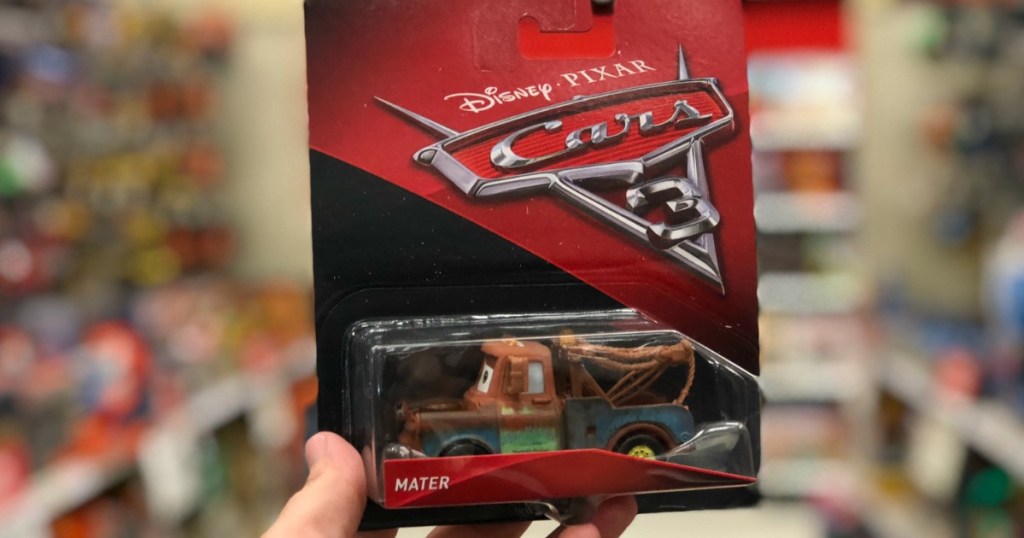 Disney · PIXAR
Cars
3
MATER